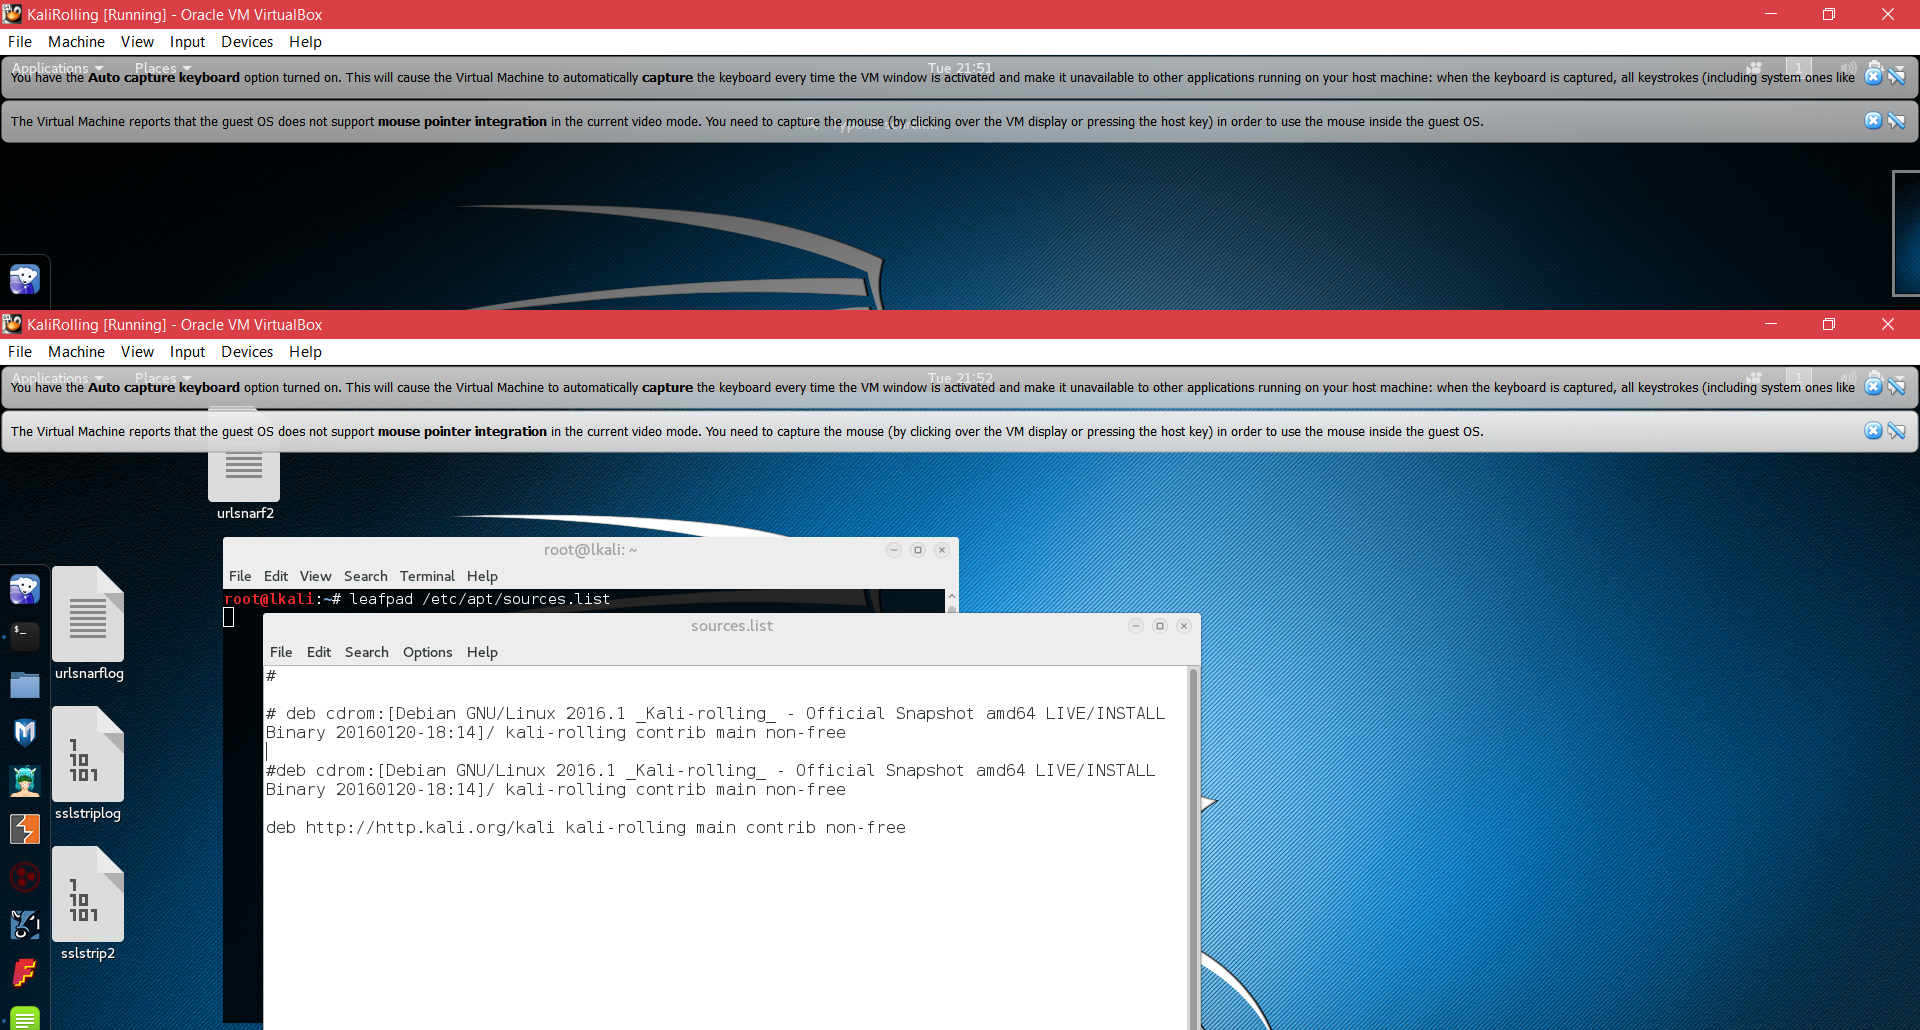 KaliRolling [Running] - Oracle VM VirtualBox
File Machine View Input Devices Help
Applications Places Tue 21:51 1
You have the Auto capture keyboard option turned on. This will cause the Virtual Machine to automatically capture the keyboard every time the VM window is activated and make it unavailable to other applications running on your host machine: when the keyboard is captured, all keystrokes (including system ones like
The Virtual Machine reports that the guest OS does not support mouse pointer integration in the current video mode. You need to capture the mouse (by clicking over the VM display or pressing the host key) in order to use the mouse inside the guest OS.
Type to search...
KaliRolling [Running] - Oracle VM VirtualBox
File Machine View Input Devices Help
Applications Places Tue 21:52 1
You have the Auto capture keyboard option turned on. This will cause the Virtual Machine to automatically capture the keyboard every time the VM window is activated and make it unavailable to other applications running on your host machine: when the keyboard is captured, all keystrokes (including system ones like
The Virtual Machine reports that the guest OS does not support mouse pointer integration in the current video mode. You need to capture the mouse (by clicking over the VM display or pressing the host key) in order to use the mouse inside the guest OS.
urlsnarf2
root@lkali: ~
File Edit View Search Terminal Help
root@lkali:~# leafpad /etc/apt/sources.list
sources.list
File Edit Search Options Help
#
# deb cdrom:[Debian GNU/Linux 2016.1 _Kali-rolling_ - Official Snapshot amd64 LIVE/INSTALL
Binary 20160120-18:14]/ kali-rolling contrib main non-free
#deb cdrom:[Debian GNU/Linux 2016.1 _Kali-rolling_ - Official Snapshot amd64 LIVE/INSTALL
Binary 20160120-18:14]/ kali-rolling contrib main non-free
deb http://http.kali.org/kali kali-rolling main contrib non-free
urlsnarflog
1
10
101
sslstriplog
1
10
101
sslstrip2